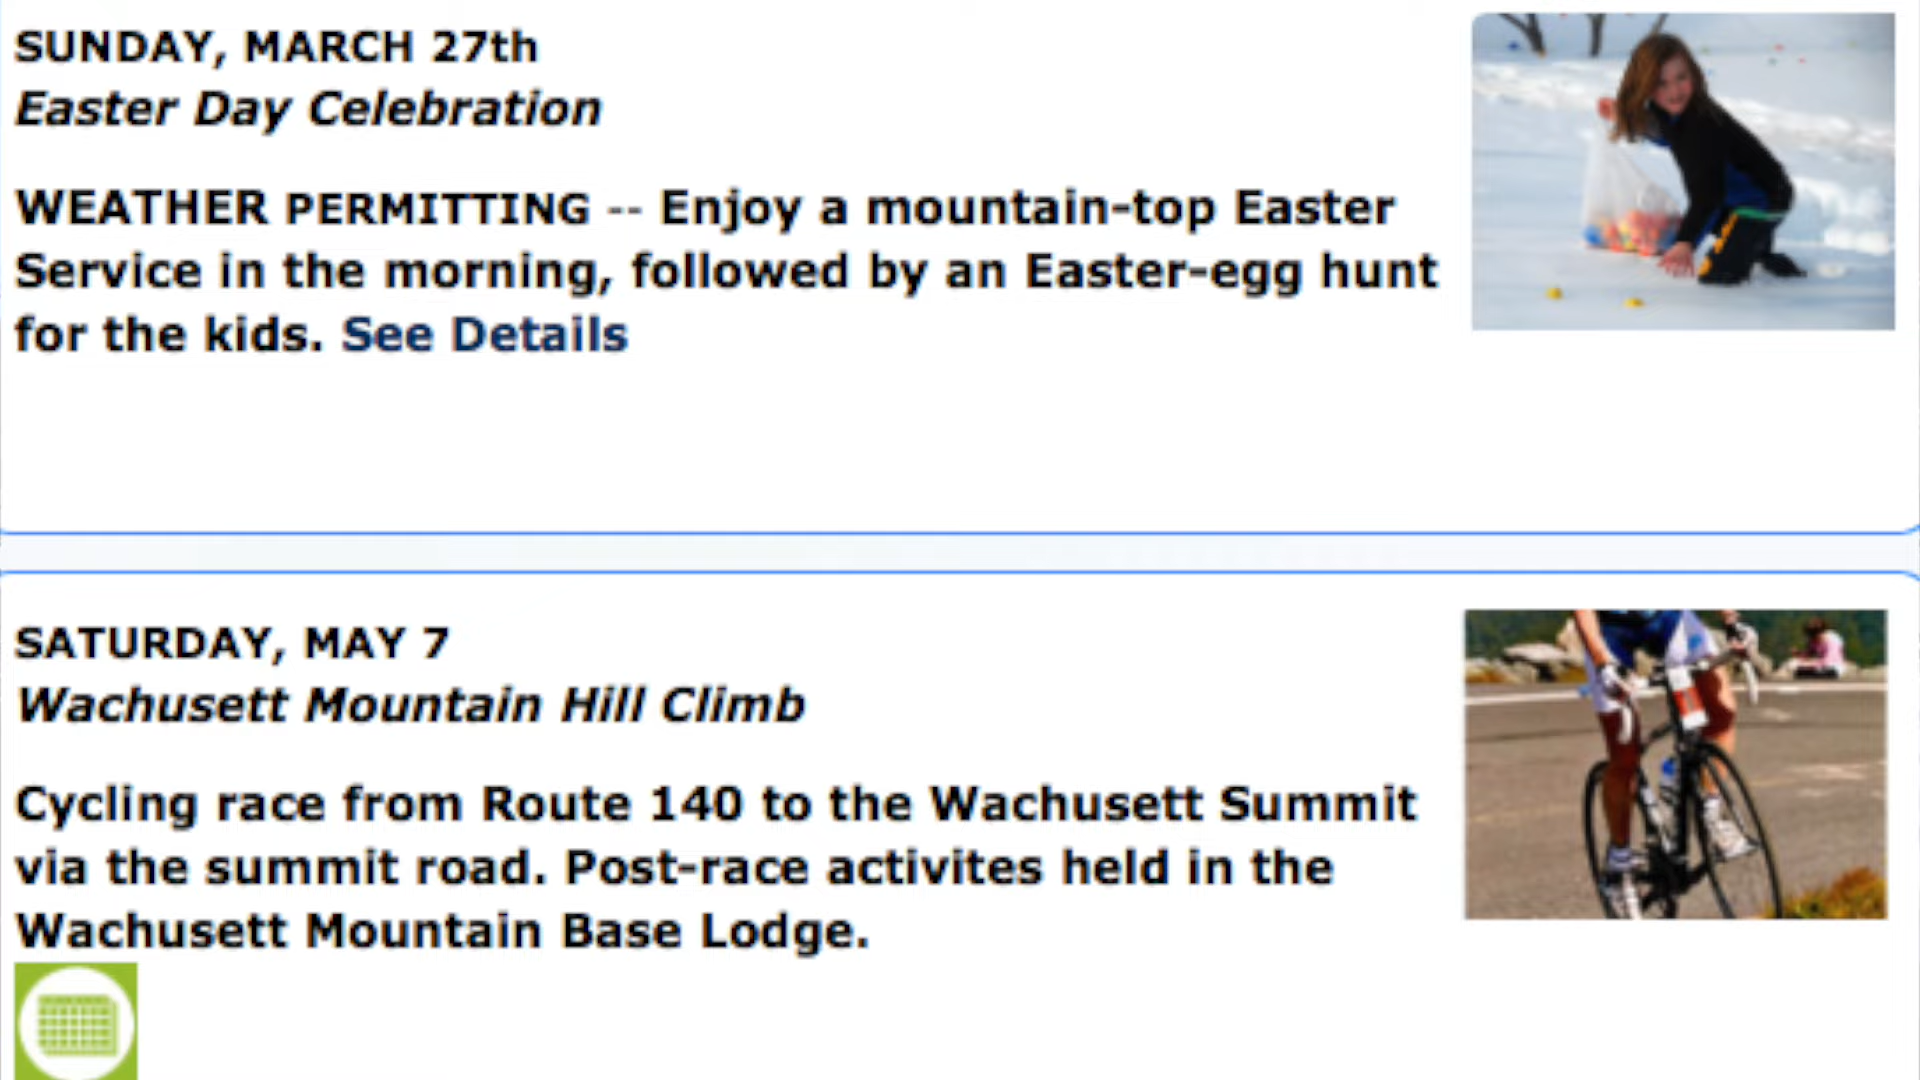 SUNDAY, MARCH 27th
Easter Day Celebration
WEATHER PERMITTING -- Enjoy a mountain-top Easter
Service in the morning, followed by an Easter-egg hunt
for the kids. See Details
SATURDAY, MAY 7
Wachusett Mountain Hill Climb
Cycling race from Route 140 to the Wachusett Summit
via the summit road. Post-race activites held in the
Wachusett Mountain Base Lodge.